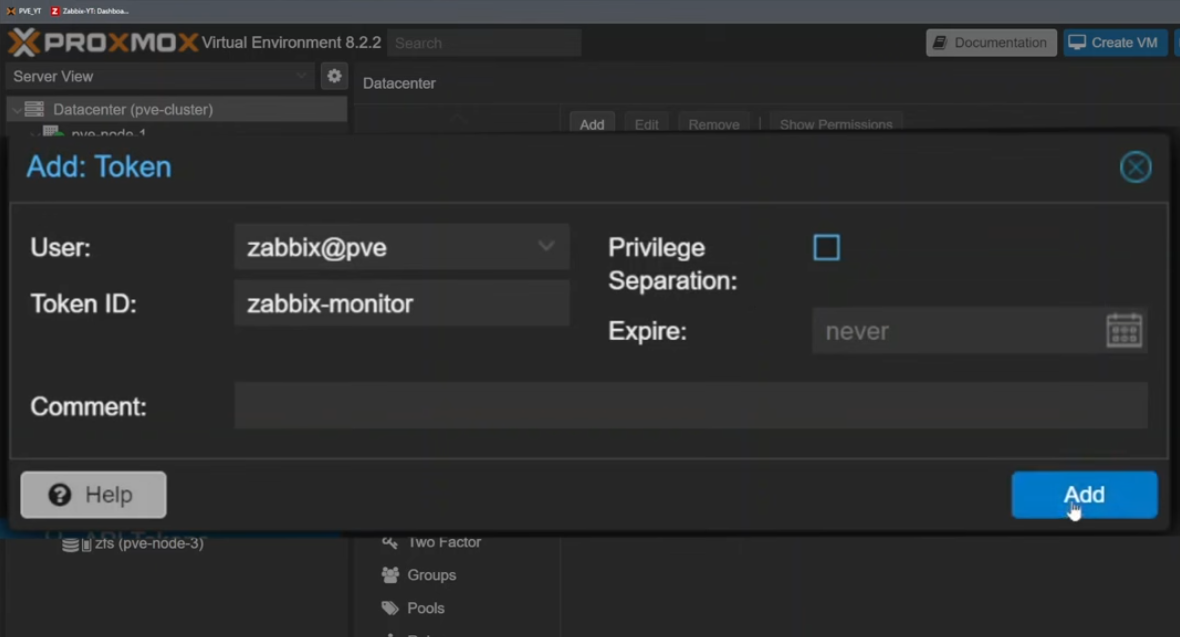 PVE_YT Zabbix-YT: Dashboa...
PROXMOX Virtual Environment 8.2.2 Search Documentation Create VM
Server View
Datacenter
Datacenter (pve-cluster)
pve-node-1
Add Edit Remove Show Permissions
Add: Token
User: zabbix@pve
Privilege Separation:
Token ID: zabbix-monitor
Expire: never
Comment:
Help Add
zfs (pve-node-3)
Two Factor
Groups
Pools